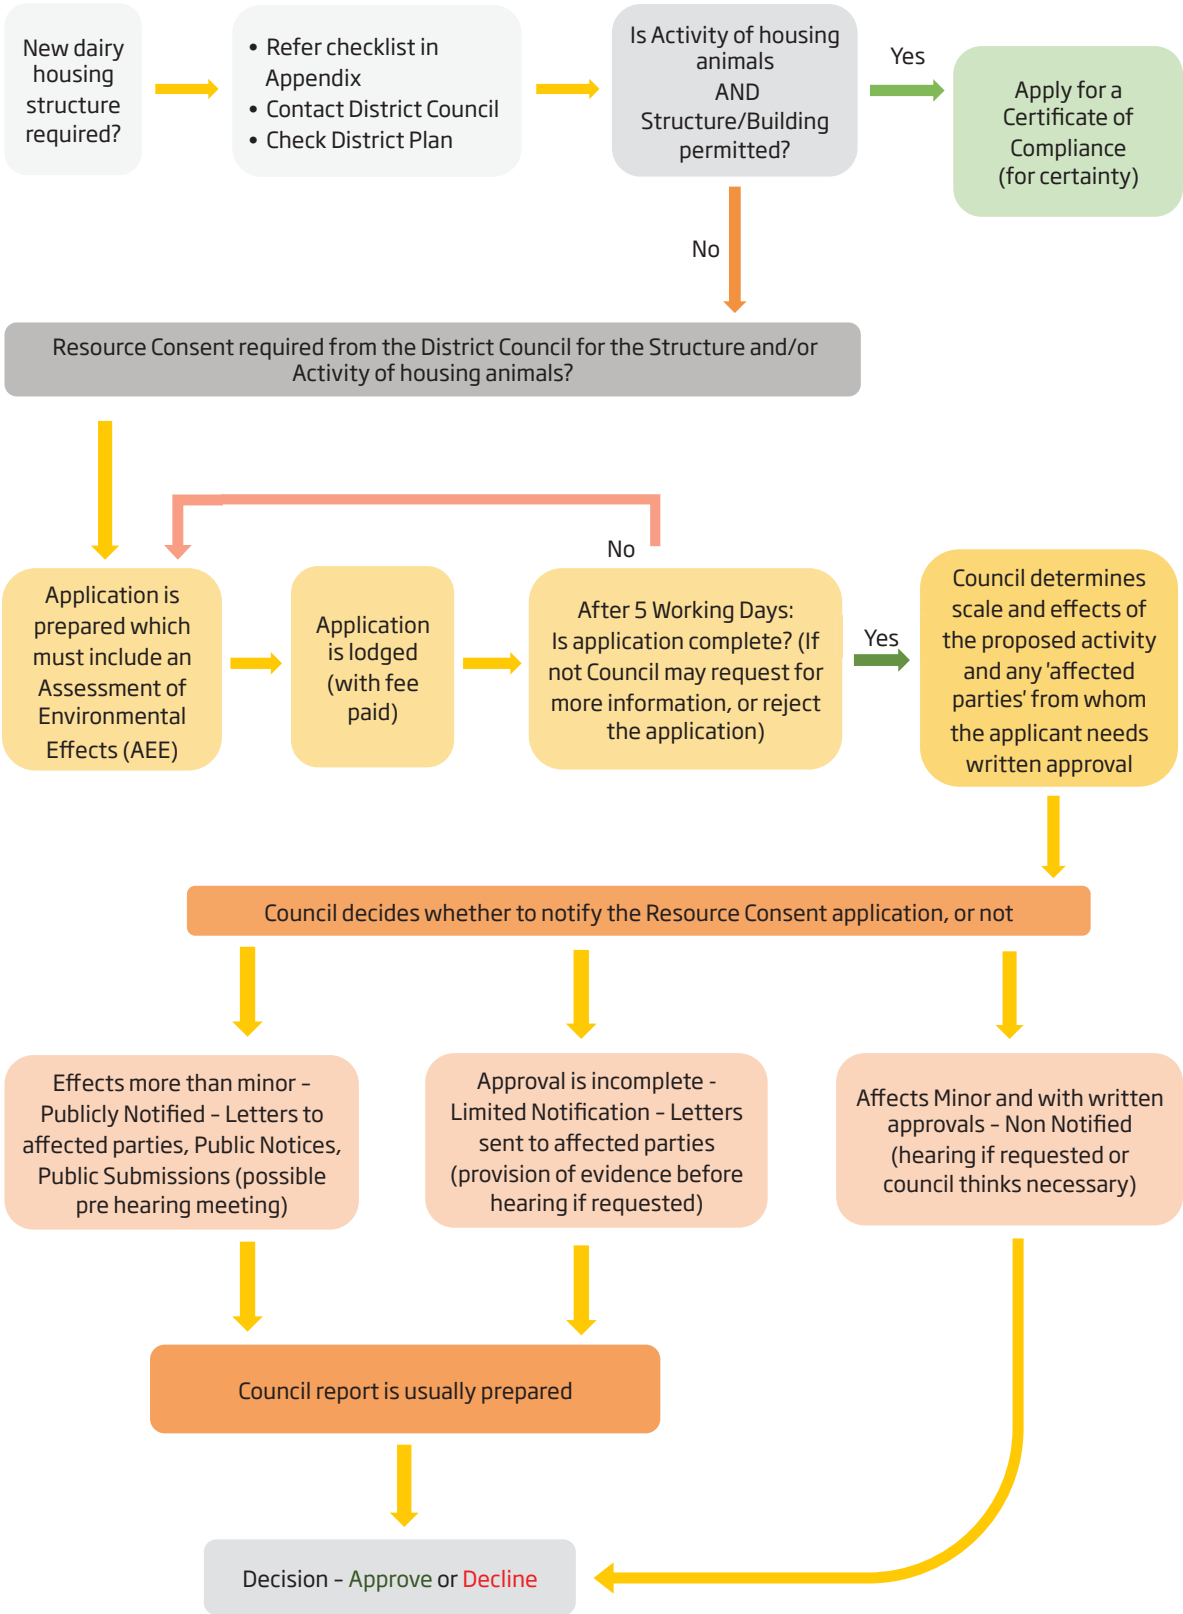 New dairy
housing
structure
required?
• Refer checklist in
Appendix
• Contact District Council
• Check District Plan
Is Activity of housing
animals
AND
Structure/Building
permitted?
Yes
Apply for a
Certificate of
Compliance
(for certainty)
No
Resource Consent required from the District Council for the Structure and/or
Activity of housing animals?
No
Application is
prepared which
must include an
Assessment of
Environmental
Effects (AEE)
Application
is lodged
(with fee
paid)
After 5 Working Days:
Is application complete? (If
not Council may request for
more information, or reject
the application)
Yes
Council determines
scale and effects of
the proposed activity
and any 'affected
parties' from whom
the applicant needs
written approval
Council decides whether to notify the Resource Consent application, or not
Effects more than minor –
Publicly Notified – Letters to
affected parties, Public Notices,
Public Submissions (possible
pre hearing meeting)
Approval is incomplete -
Limited Notification – Letters
sent to affected parties
(provision of evidence before
hearing if requested)
Affects Minor and with written
approvals – Non Notified
(hearing if requested or
council thinks necessary)
Council report is usually prepared
Decision – Approve or Decline